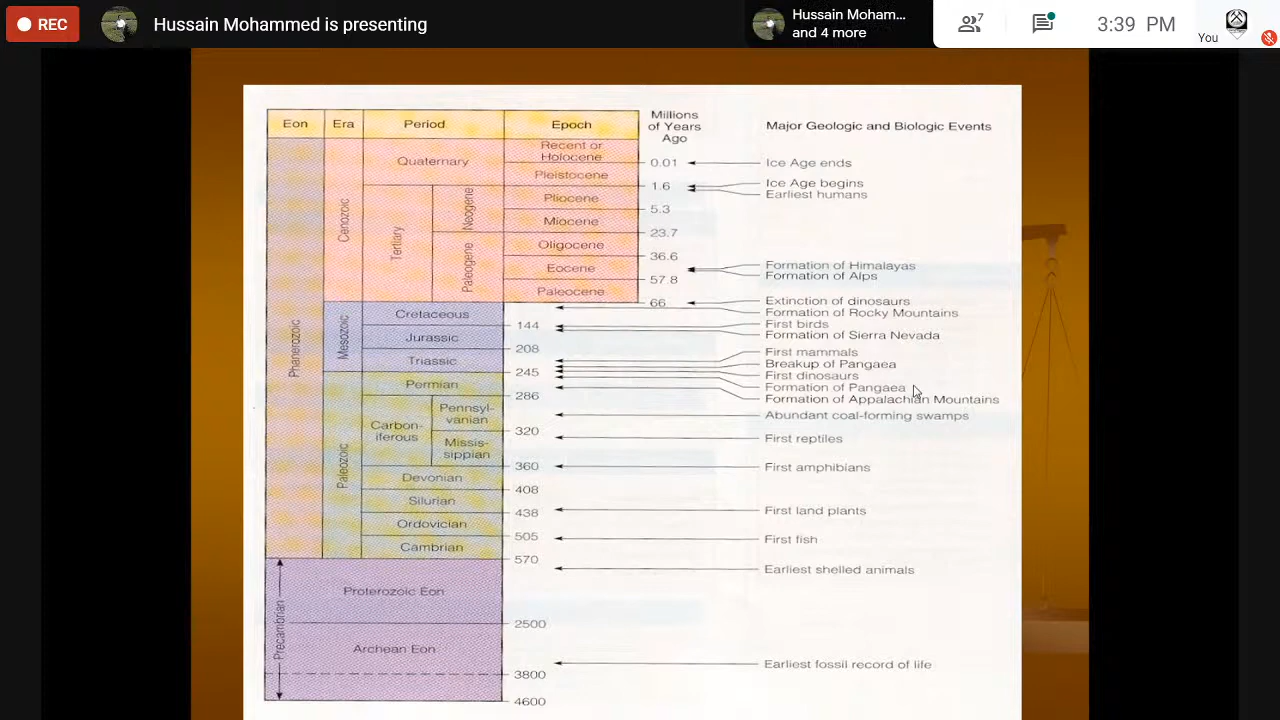 REC
Hussain Mohammed is presenting
Hussain Moham...
and 4 more
7
3:39 PM
You
Eon
Era
Period
Epoch
Millions
of Years
Ago
Major Geologic and Biologic Events
Phanerozoic
Cenozoic
Quaternary
Recent or
Holocene
0.01
Ice Age ends
Pleistocene
1.6
Ice Age begins
Earliest humans
Tertiary
Neogene
Pliocene
5.3
Miocene
23.7
Paleogene
Oligocene
36.6
Eocene
Formation of Himalayas
Formation of Alps
57.8
Paleocene
66
Extinction of dinosaurs
Mesozoic
Cretaceous
Formation of Rocky Mountains
144
First birds
Formation of Sierra Nevada
Jurassic
208
First mammals
Triassic
Breakup of Pangaea
245
First dinosaurs
Paleozoic
Permian
Formation of Pangaea
286
Formation of Appalachian Mountains
Carbon-
iferous
Pennsyl-
vanian
Abundant coal-forming swamps
320
Missis-
sippian
First reptiles
360
First amphibians
Devonian
408
Silurian
438
First land plants
Ordovician
505
First fish
Cambrian
570
Earliest shelled animals
Precambrian
Proterozoic Eon
2500
Archean Eon
Earliest fossil record of life
3800
4600